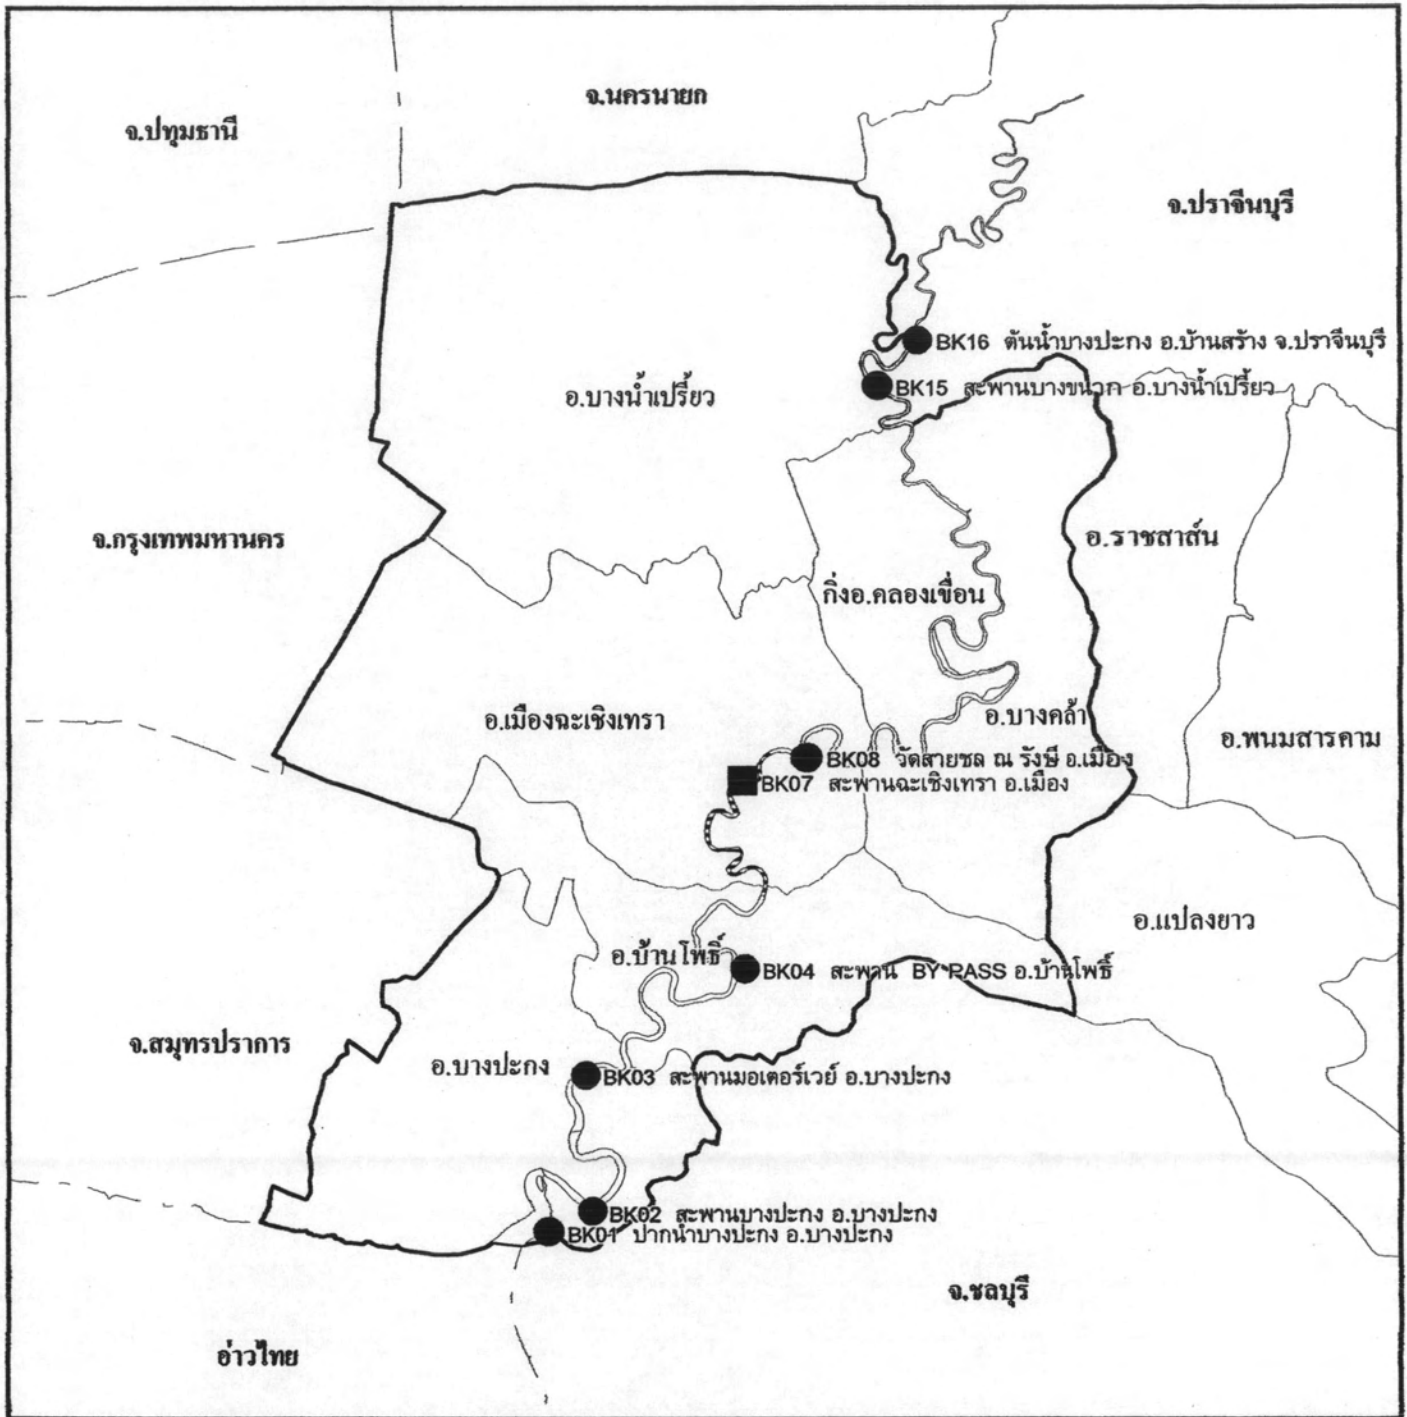 จ.นครนายก
จ.ปทุมธานี
จ.ปราจีนบุรี
BK16 ต้นน้ำบางปะกง อ.บ้านสร้าง จ.ปราจีนบุรี
BK15 สะพานบางขนาก อ.บางน้ำเปรี้ยว
อ.บางน้ำเปรี้ยว
จ.กรุงเทพมหานคร
อ.ราชสาส์น
กิ่งอ.คลองเขื่อน
อ.เมืองฉะเชิงเทรา
อ.บางคล้า
อ.พนมสารคาม
BK08 วัดสายชล ณ รังษี อ.เมือง
BK07 สะพานฉะเชิงเทรา อ.เมือง
อ.แปลงยาว
อ.บ้านโพธิ์
BK04 สะพาน BY-PASS อ.บ้านโพธิ์
จ.สมุทรปราการ
อ.บางปะกง
BK03 สะพานมอเตอร์เวย์ อ.บางปะกง
BK02 สะพานบางปะกง อ.บางปะกง
BK01 ปากน้ำบางปะกง อ.บางปะกง
จ.ชลบุรี
อ่าวไทย